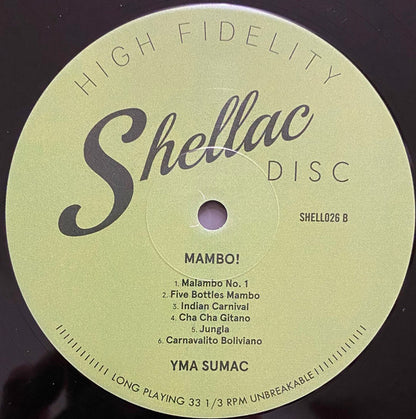 HIGH FIDELITY
Shellac
DISC
SHELL026 B
MAMBO!
1. Malambo No. 1
2. Five Bottles Mambo
3. Indian Carnival
4. Cha Cha Gitano
5. Jungla
6. Carnavalito Boliviano
YMA SUMAC
LONG PLAYING 33 1/3 RPM UNBREAKABLE